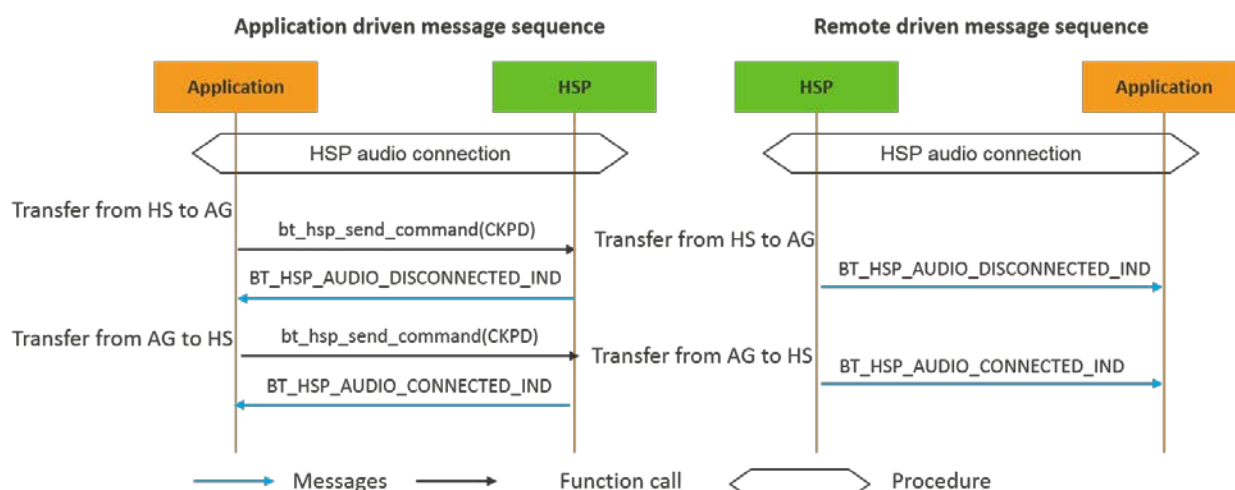 Application driven message sequence
Remote driven message sequence
Application
HSP
HSP
Application
HSP audio connection
HSP audio connection
Transfer from HS to AG
bt_hsp_send_command(CKPD)
Transfer from HS to AG
BT_HSP_AUDIO_DISCONNECTED_IND
BT_HSP_AUDIO_DISCONNECTED_IND
Transfer from AG to HS
bt_hsp_send_command(CKPD)
Transfer from AG to HS
BT_HSP_AUDIO_CONNECTED_IND
BT_HSP_AUDIO_CONNECTED_IND
Messages
Function call
Procedure